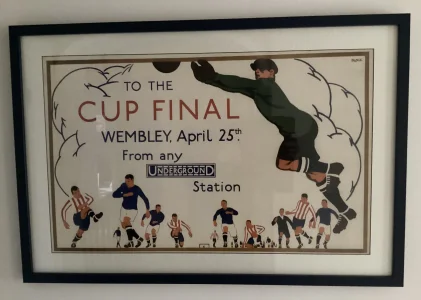 TO THE
CUP FINAL
WEMBLEY, April 25th.
From any
UNDERGROUND
Station